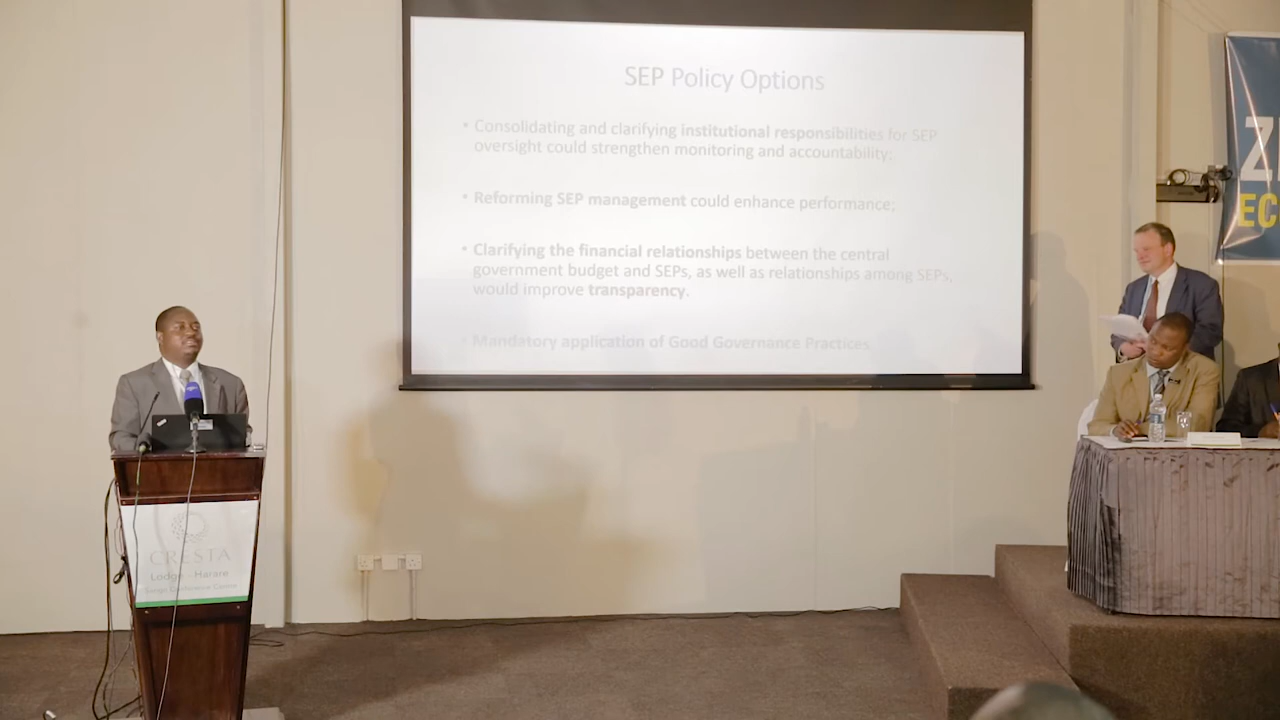 SEP Policy Options
• Consolidating and clarifying institutional responsibilities for SEP
oversight could strengthen monitoring and accountability;
• Reforming SEP management could enhance performance;
• Clarifying the financial relationships between the central
government budget and SEPs, as well as relationships among SEPs,
would improve transparency.
• Mandatory application of Good Governance Practices
CRESTA
Lodge Harare